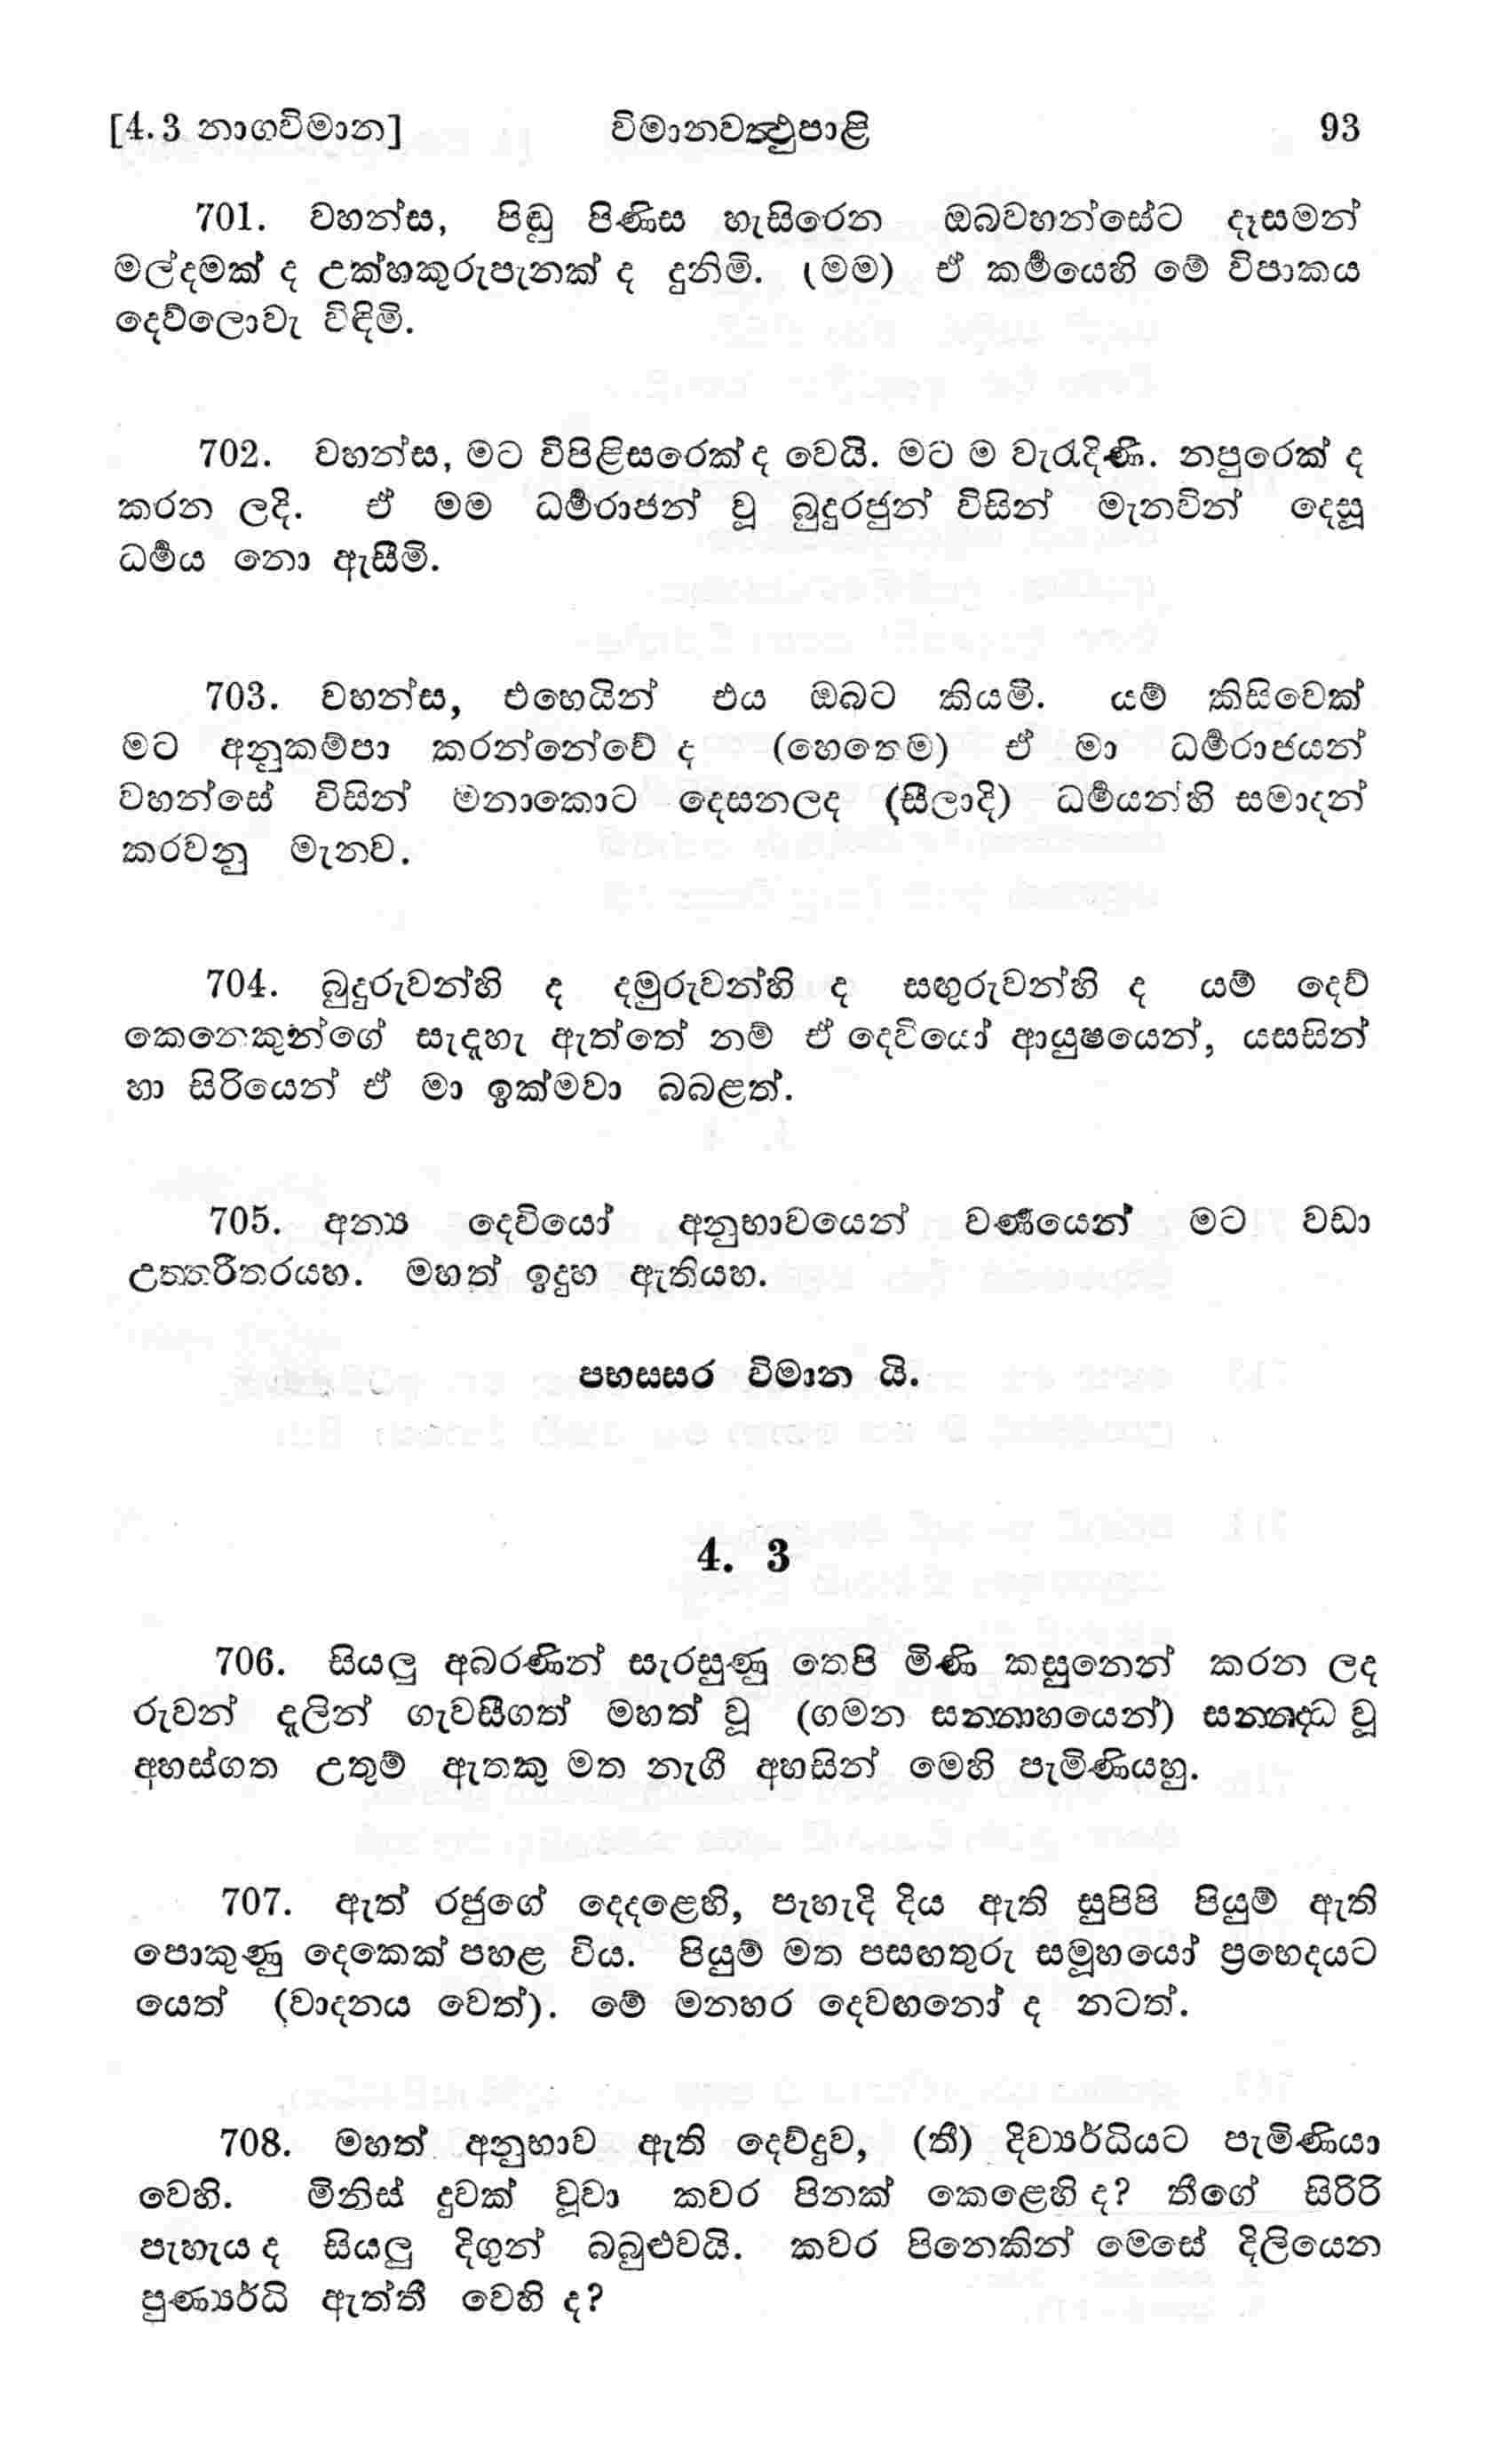 [4. 3 නාගවිමාන] විමානවත්‍ථුපාළි 93
701. වහන්ස, පිඬු පිණිස හැසිරෙන ඔබවහන්සේට දෑසමන්
මල්දමක් ද උක්හකුරුපැනක් ද දුනිමි. (මම) ඒ කර්‍මයෙහි මේ විපාකය
දෙව්ලොවැ විඳිමි.
702. වහන්ස, මට විපිළිසරෙක් ද වෙයි. මට ම වැරැදිණි. නපුරෙක් ද
කරන ලදි. ඒ මම ධර්‍මරාජන් වූ බුදුරජුන් විසින් මැනවින් දෙසූ
ධර්‍මය නො ඇසීමි.
703. වහන්ස, එහෙයින් එය ඔබට කියමි. යම් කිසිවෙක්
මට අනුකම්පා කරන්නේවේ ද (හෙතෙම) ඒ මා ධර්‍මරාජයන්
වහන්සේ විසින් මනාකොට දෙසනලද (සීලාදි) ධර්‍මයන්හි සමාදන්
කරවනු මැනව.
704. බුදුරුවන්හි ද දම්රුවන්හි ද සඟුරුවන්හි ද යම් දෙව්
කෙනෙකුන්ගේ සැදැහැ ඇත්තේ නම් ඒ දෙවියෝ ආයුෂයෙන්, යසසින්
හා සිරියෙන් ඒ මා ඉක්මවා බබළත්.
705. අන්‍ය දෙවියෝ අනුභාවයෙන් වර්‍ණයෙන් මට වඩා
උත්තරීතරයහ. මහත් ඉදුහ ඇතියහ.
පභස්සර විමාන යි.
4. 3
706. සියලු අබරණින් සැරසුණු තෙපි මිණි කසුනෙන් කරන ලද
රුවන් දැලින් ගැවසීගත් මහත් වූ (ගමන සන්නාහයෙන්) සන්නද්ධ වූ
අහස්ගත උතුම් ඇතකු මත නැගී අහසින් මෙහි පැමිණියහු.
707. ඇත් රජුගේ දෙදළෙහි, පැහැදි දිය ඇති සුපිපි පියුම් ඇති
පොකුණු දෙකෙක් පහළ විය. පියුම් මත පසඟතුරු සමූහයෝ ප්‍රභෙදයට
යෙත් (වාදනය වෙත්). මේ මනහර දෙවඟනෝ ද නටත්.
708. මහත් අනුභාව ඇති දෙව්දුව, (තී) දිව්‍යර්ධියට පැමිණියා
වෙහි. මිනිස් දුවක් වූවා කවර පිනක් කෙළෙහි ද? තීගේ සිරිරි
පැහැය ද සියලු දිගුන් බබුළුවයි. කවර පිනෙකින් මෙසේ දිලියෙන
පුණ්‍යර්ධි ඇත්තී වෙහි ද?